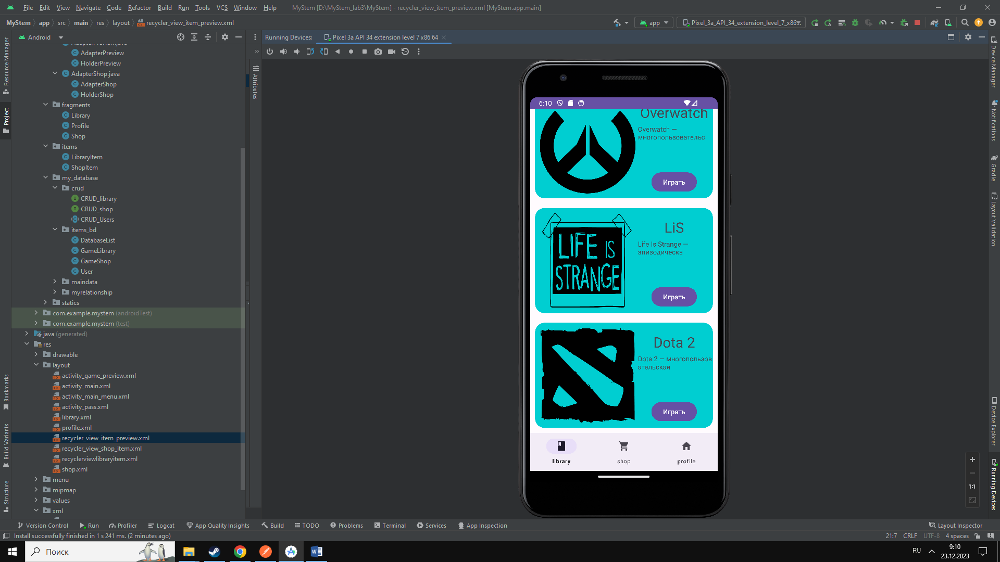 File Edit View Navigate Code Refactor Build Run Tools VCS Window Help MyStem [D:\MyStem_lab3\MyStem] - recycler_view_item_preview.xml [MyStem.app.main]
MyStem app src main res layout recycler_view_item_preview.xml app Pixel_3a_API_34_extension_level_7_x86...
Android
Running Devices: Pixel 3a API 34 extension level 7 x86 64
Resource Manager
Project
Bookmarks
Build Variants
Structure
AdapterPreview
HolderPreview
AdapterShop.java
AdapterShop
HolderShop
fragments
Library
Profile
Shop
items
LibraryItem
ShopItem
my_database
crud
CRUD_library
CRUD_shop
CRUD_Users
items_bd
DatabaseList
GameLibrary
GameShop
User
maindata
myrelationship
statics
com.example.mystem (androidTest)
com.example.mystem (test)
java (generated)
res
drawable
layout
activity_game_preview.xml
activity_main.xml
activity_main_menu.xml
activity_pass.xml
library.xml
profile.xml
recycler_view_item_preview.xml
recycler_view_shop_item.xml
recyclerviewlibraryitem.xml
shop.xml
menu
mipmap
values
xml
Attributes
6:10
Overwatch
Overwatch —
многопользовательс
Играть
LIFE IS
STRANGE
LiS
Life Is Strange —
эпизодическа
Играть
Dota 2
Dota 2 — многопользов
ательская
Играть
library shop profile
Device Manager
Notifications
Gradle
Layout Validation
Device Explorer
Running Devices
1:1
Version Control Run Profiler Logcat App Quality Insights Build TODO Problems Terminal Services App Inspection Layout Inspector
Install successfully finished in 1 s 241 ms. (2 minutes ago) 21:7 CRLF UTF-8 4 spaces
Поиск
RU
9:10
23.12.2023